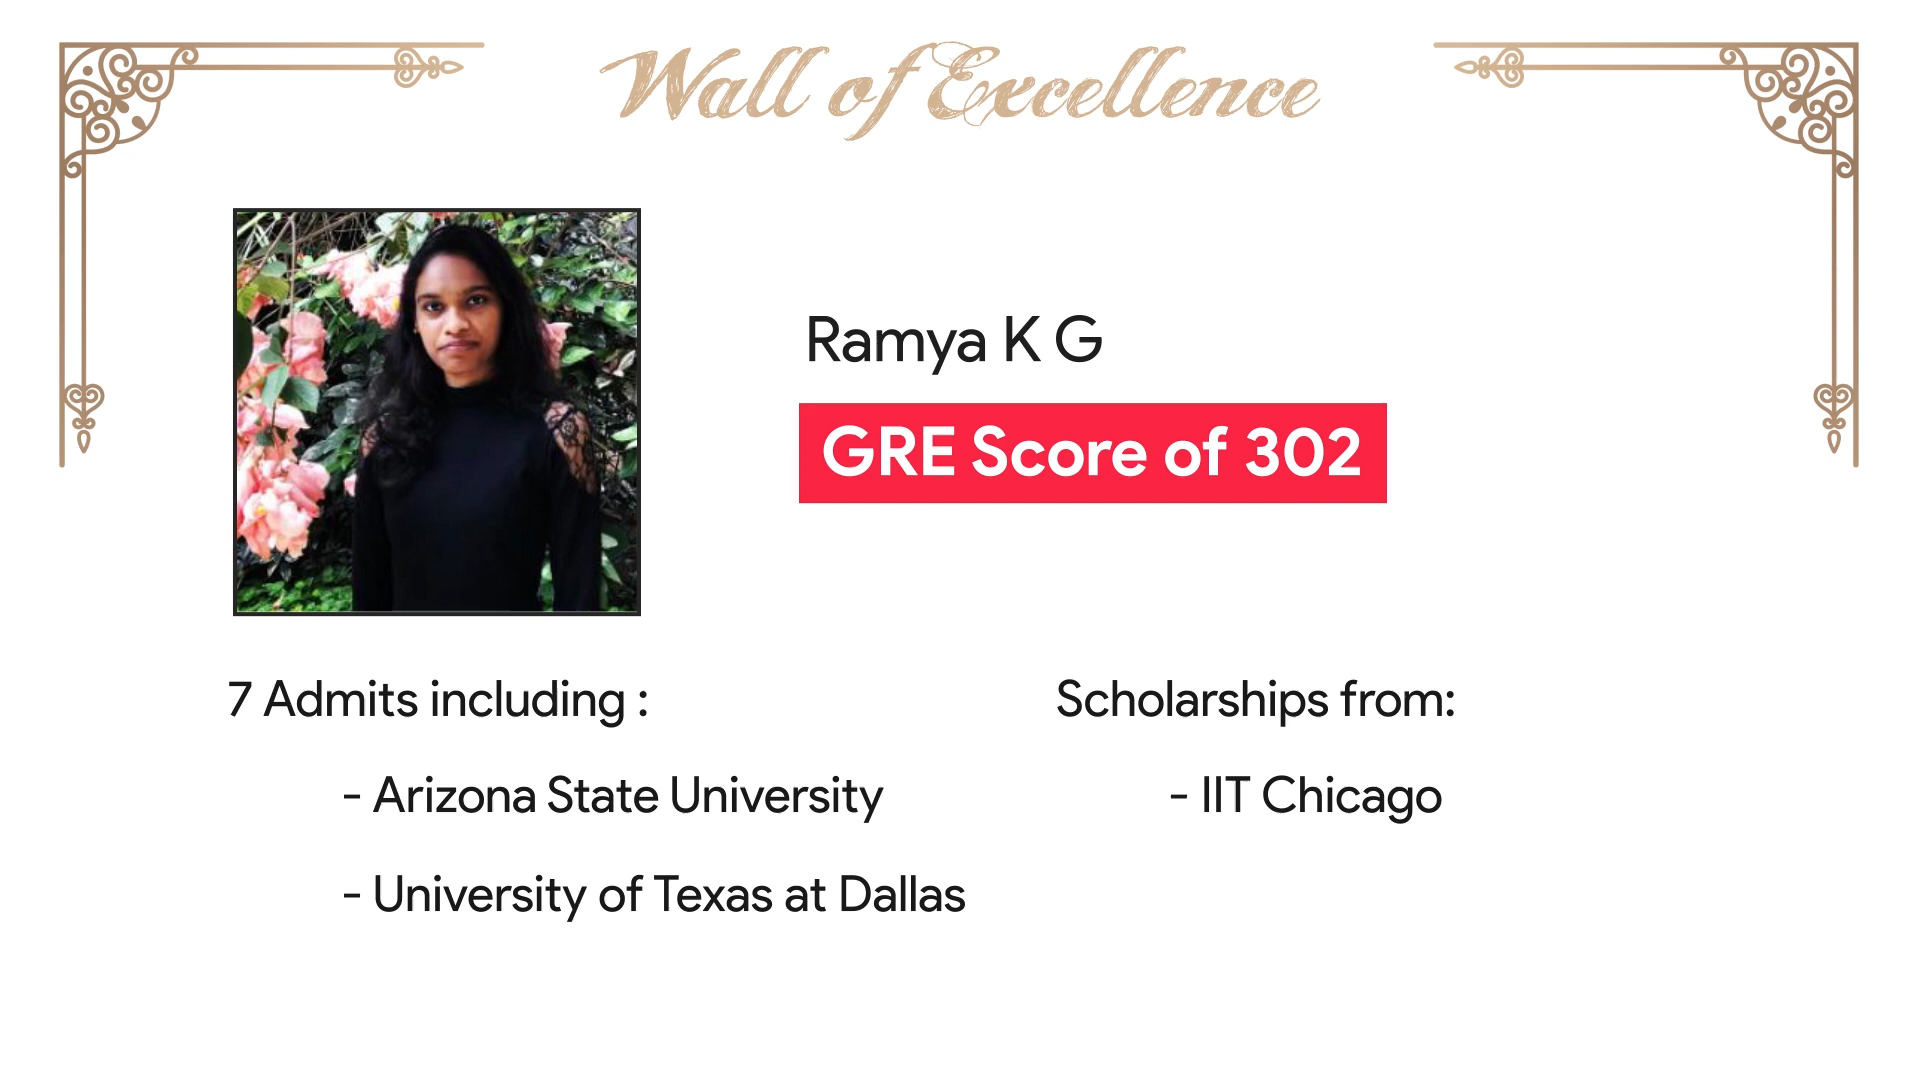 Wall of Excellence
Ramya K G
GRE Score of 302
7 Admits including :
- Arizona State University
- University of Texas at Dallas
Scholarships from:
- IIT Chicago